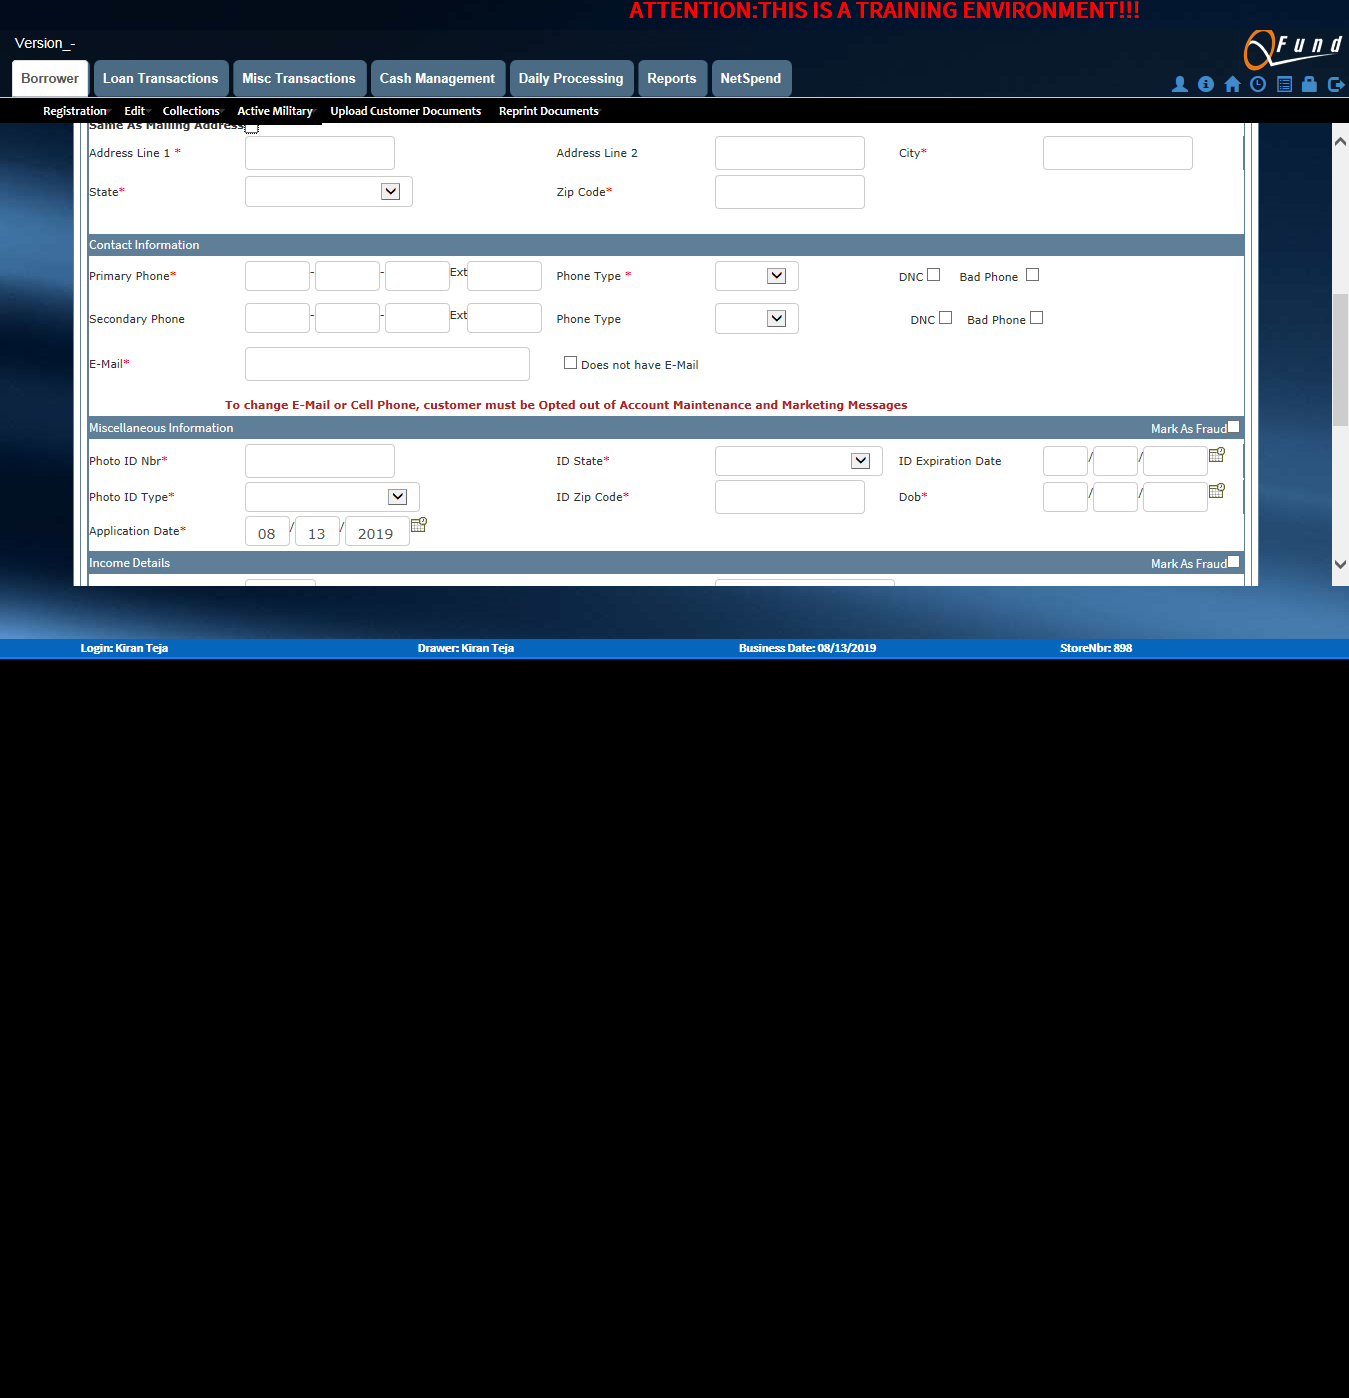 ATTENTION:THIS IS A TRAINING ENVIRONMENT!!!
Version_-
Fund
Borrower Loan Transactions Misc Transactions Cash Management Daily Processing Reports NetSpend
Registration Edit Collections Active Military Upload Customer Documents Reprint Documents
Same As Mailing Address
Address Line 1 * Address Line 2 City*
State* Zip Code*
Contact Information
Primary Phone* - - Ext Phone Type * DNC Bad Phone
Secondary Phone - - Ext Phone Type DNC Bad Phone
E-Mail* Does not have E-Mail
To change E-Mail or Cell Phone, customer must be Opted out of Account Maintenance and Marketing Messages
Miscellaneous Information Mark As Fraud
Photo ID Nbr* ID State* ID Expiration Date / /
Photo ID Type* ID Zip Code* Dob* / /
Application Date* 08 / 13 / 2019
Income Details Mark As Fraud
Login: Kiran Teja Drawer: Kiran Teja Business Date: 08/13/2019 StoreNbr: 898